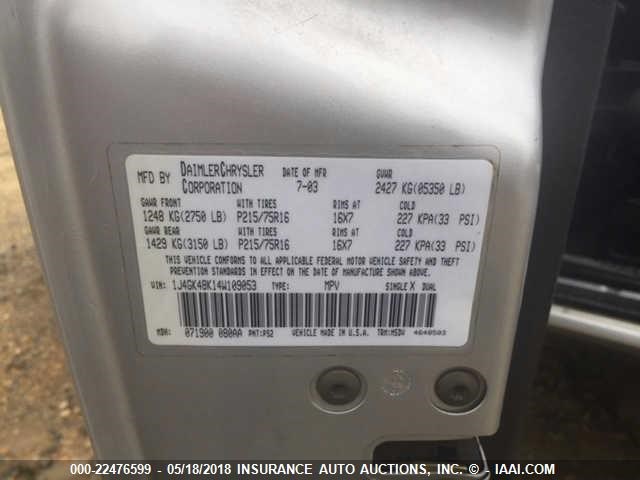 MFD BY DAIMLERCHRYSLER CORPORATION DATE OF MFR 7-03 GVWR 2427 KG(05350 LB)
GAWR FRONT WITH TIRES RIMS AT COLD
1248 KG(2750 LB) P215/75R16 16X7 227 KPA(33 PSI)
GAWR REAR WITH TIRES RIMS AT COLD
1429 KG(3150 LB) P215/75R16 16X7 227 KPA(33 PSI)
THIS VEHICLE CONFORMS TO ALL APPLICABLE FEDERAL MOTOR VEHICLE SAFETY AND THEFT
PREVENTION STANDARDS IN EFFECT ON THE DATE OF MANUFACTURE SHOWN ABOVE.
VIN: 1J4GK48K14W109053 TYPE: MPV SINGLE X DUAL
MDH: 071900 080AA PNT:PS2 VEHICLE MADE IN U.S.A. TRM:MSDV 4648503
000-22476599 - 05/18/2018 INSURANCE AUTO AUCTIONS, INC. - © IAAI.COM